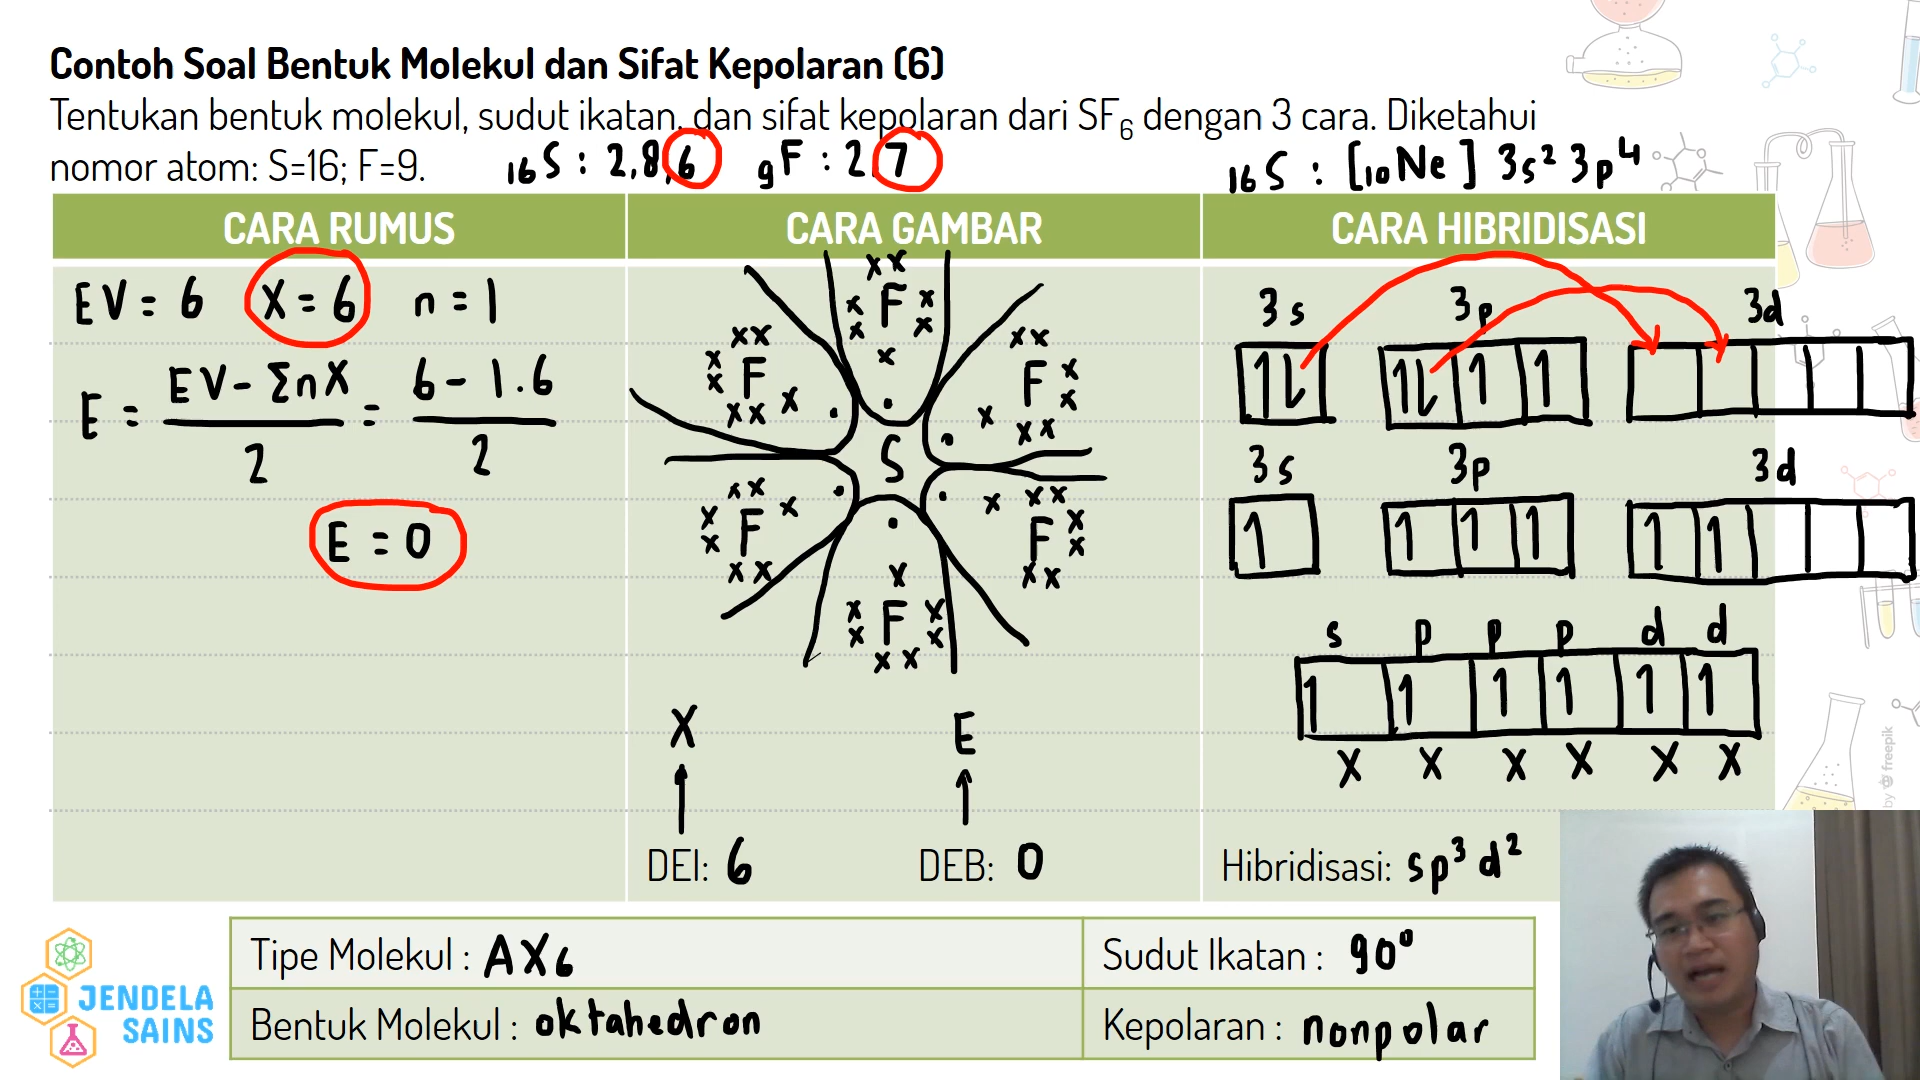 Contoh Soal Bentuk Molekul dan Sifat Kepolaran (6)
Tentukan bentuk molekul, sudut ikatan, dan sifat kepolaran dari SF₆ dengan 3 cara. Diketahui
nomor atom: S=16; F=9.
₁₆S : 2,8,6
₉F : 2,7
₁₆S : [₁₀Ne] 3s² 3p⁴
CARA RUMUS
EV = 6 X = 6 n = 1
E = (EV - ΣnX)/2 = (6 - 1.6)/2
E = 0
CARA GAMBAR
F
F F
S
F F
F
X E
DEI: 6 DEB: 0
CARA HIBRIDISASI
3s 3p 3d
3s 3p 3d
s p p p d d
X X X X X X
Hibridisasi: sp³d²
Tipe Molekul : AX₆
Sudut Ikatan : 90°
Bentuk Molekul : oktahedron
Kepolaran : nonpolar
JENDELA
SAINS
by freepik